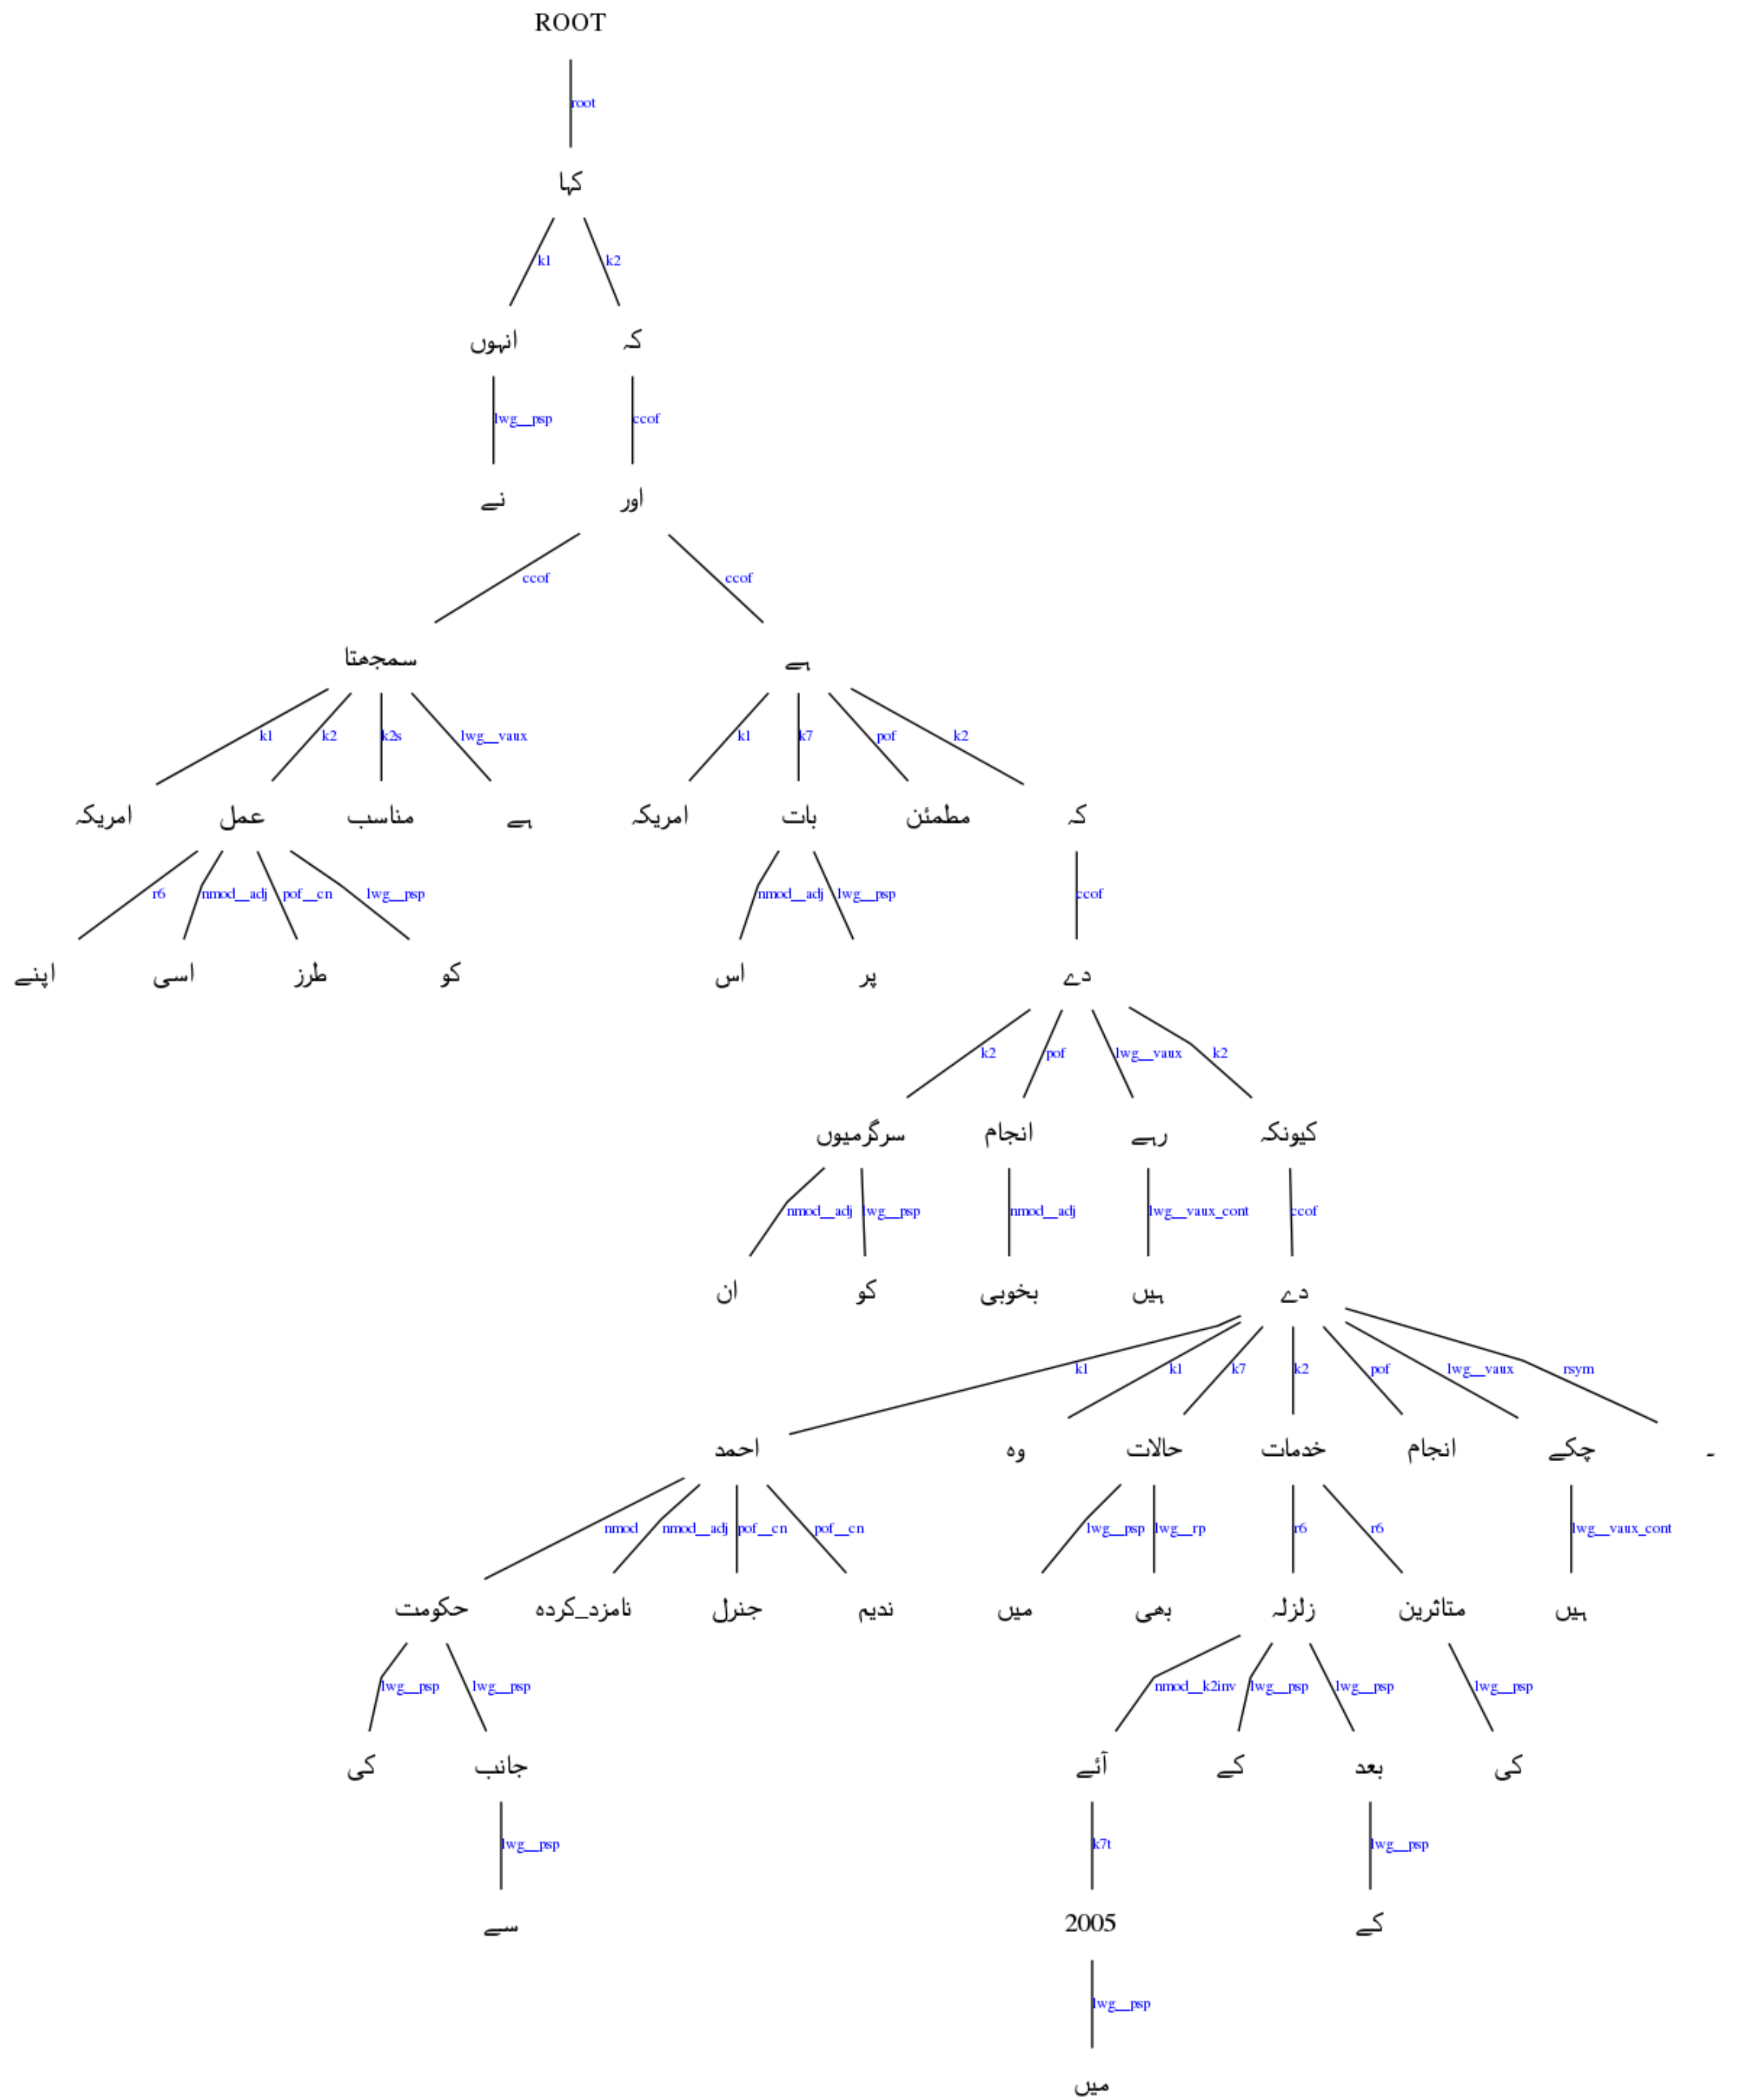 ROOT
root
کہا
k1 k2
انہوں کہ
lwg__psp ccof
نے اور
ccof ccof
سمجھتا ہے
k1 k2 k2s lwg__vaux k1 k7 pof k2
امریکہ عمل مناسب ہے امریکہ بات مطمئن کہ
r6 nmod__adj pof__cn lwg__psp nmod__adj lwg__psp ccof
اپنے اسی طرز کو اس پر دے
k2 pof lwg__vaux k2
سرگرمیوں انجام رہے کیونکہ
nmod__adj lwg__psp nmod__adj lwg__vaux_cont ccof
ان کو بخوبی ہیں دے
k1 k1 k7 k2 pof lwg__vaux rsym
احمد وہ حالات خدمات انجام چکے ۔
nmod nmod__adj pof__cn pof__cn lwg__psp lwg__rp r6 r6 lwg__vaux_cont
حکومت نامزد_کردہ جنرل ندیم میں بھی زلزلہ متاثرین ہیں
lwg__psp lwg__psp nmod__k2inv lwg__psp lwg__psp lwg__psp
کی جانب آئے کے بعد کی
lwg__psp k7t lwg__psp
سے 2005 کے
lwg__psp
میں